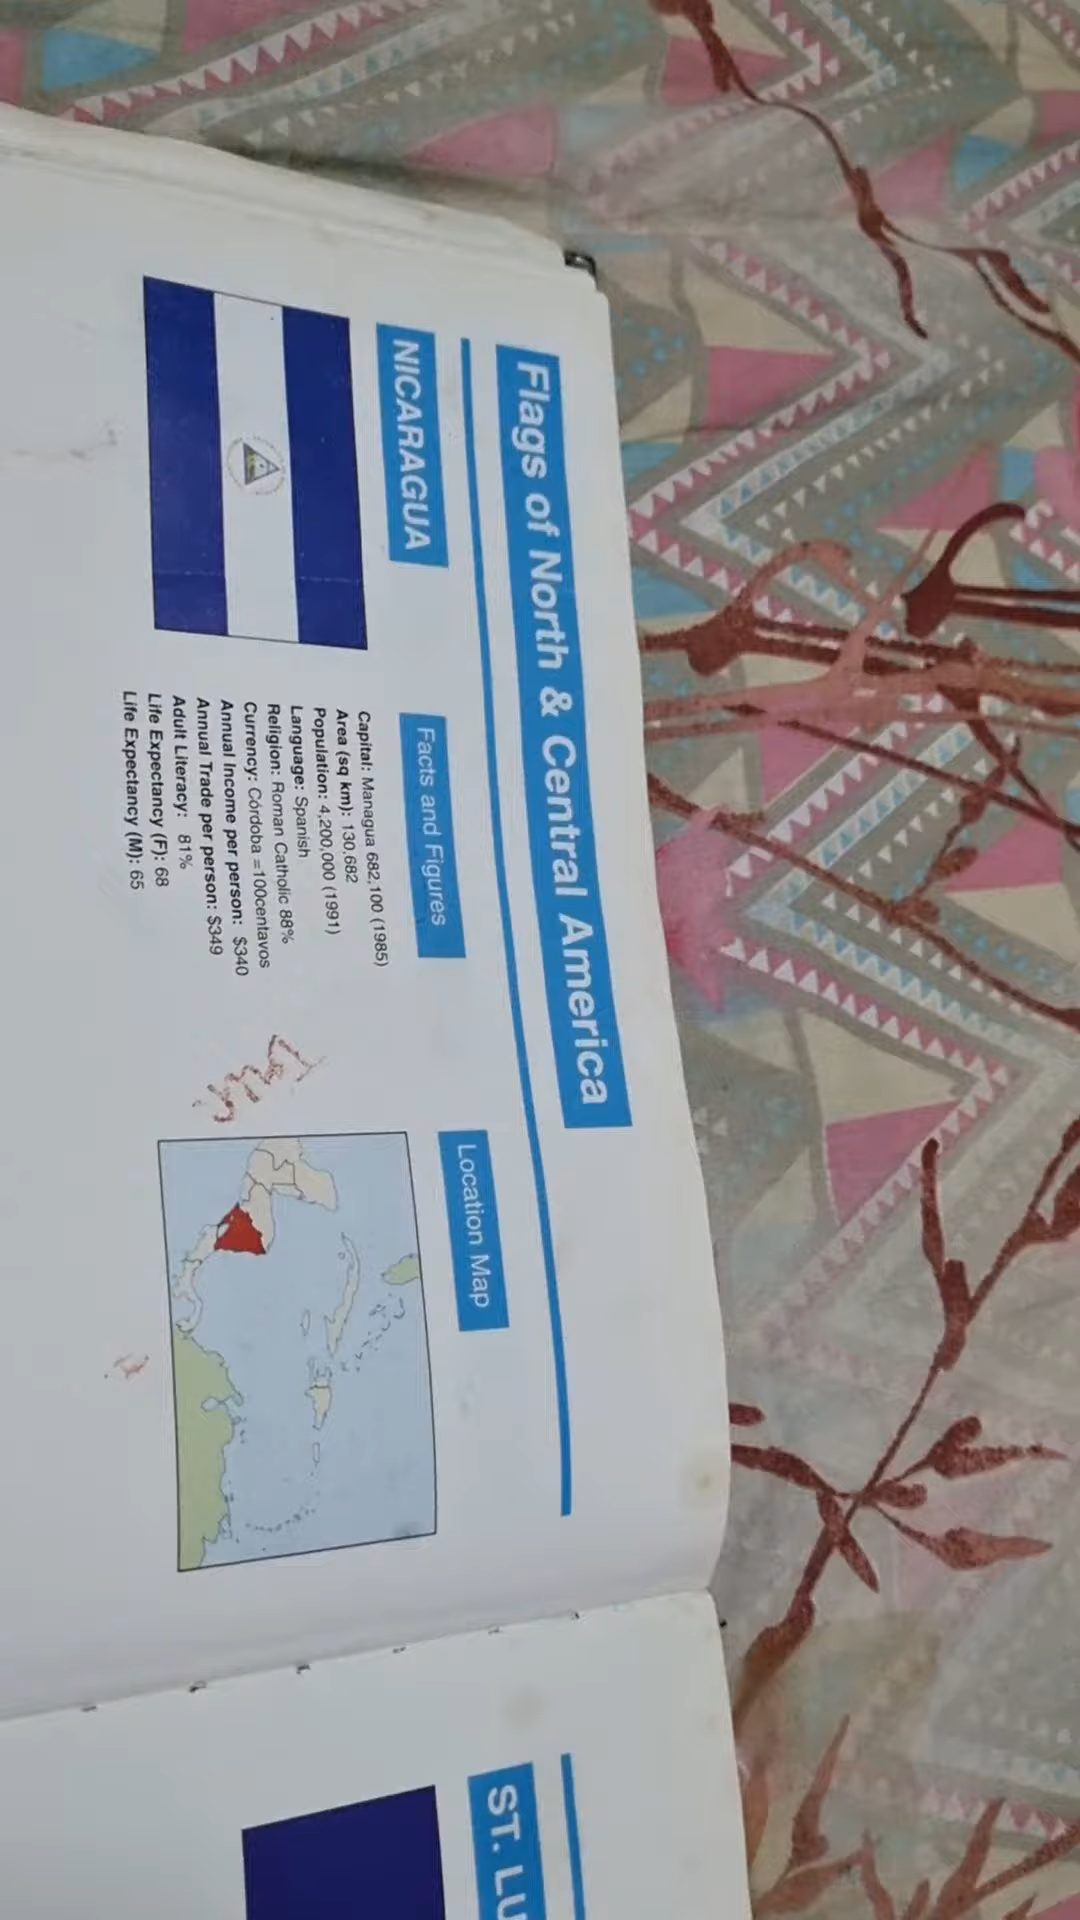 Flags of North & Central America
NICARAGUA
Facts and Figures
Capital: Managua 682,100 (1985)
Area (sq km): 130,682
Population: 4,200,000 (1991)
Language: Spanish
Religion: Roman Catholic 88%
Currency: Córdoba =100centavos
Annual Income per person: $340
Annual Trade per person: $349
Adult Literacy: 81%
Life Expectancy (F): 68
Life Expectancy (M): 65
Location Map
ST. LU